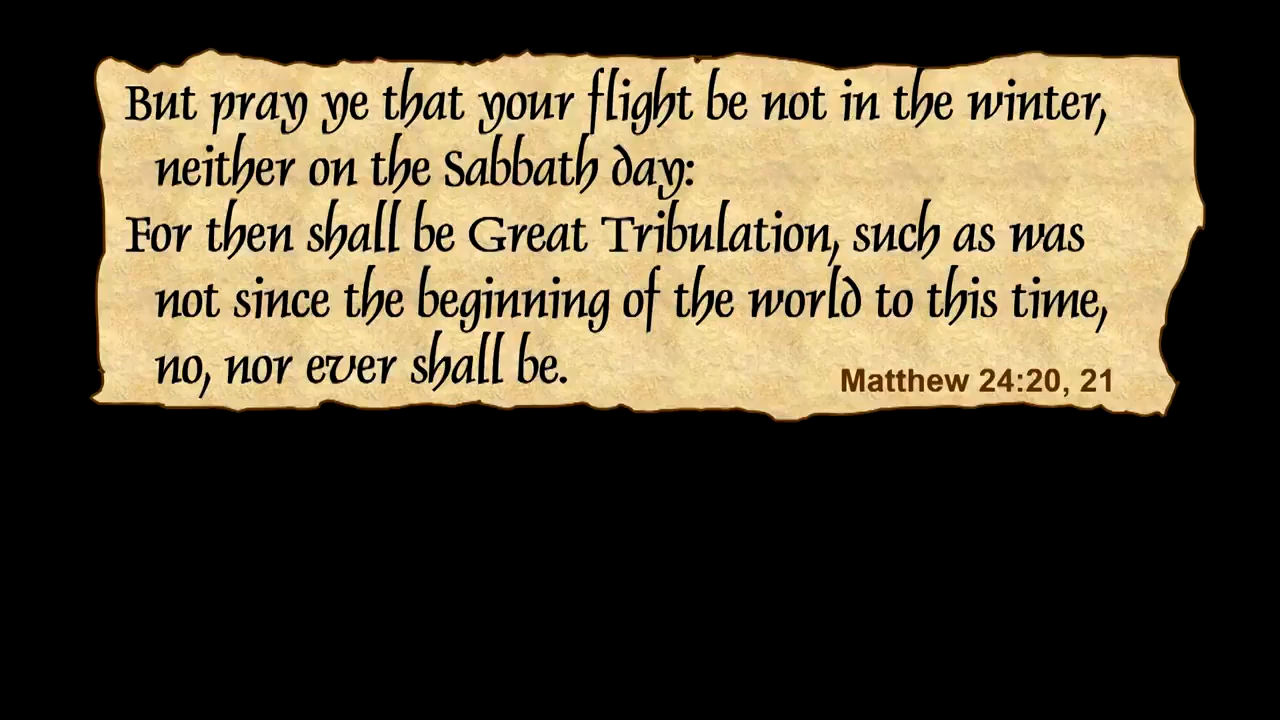 But pray ye that your flight be not in the winter,
neither on the Sabbath day:
For then shall be Great Tribulation, such as was
not since the beginning of the world to this time,
no, nor ever shall be.
Matthew 24:20, 21